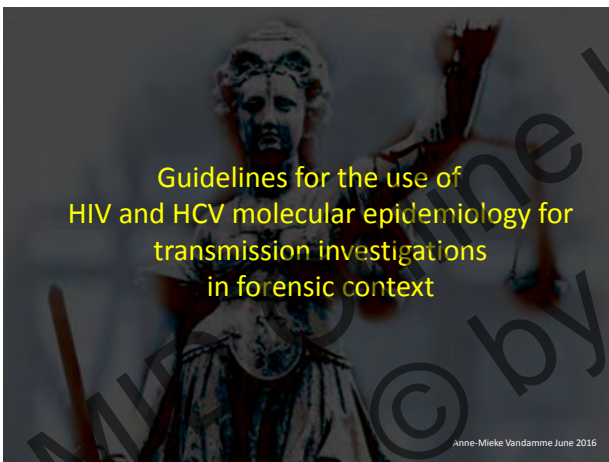 Guidelines for the use of
HIV and HCV molecular epidemiology for
transmission investigations
in forensic context
Anne-Mieke Vandamme June 2016
© by